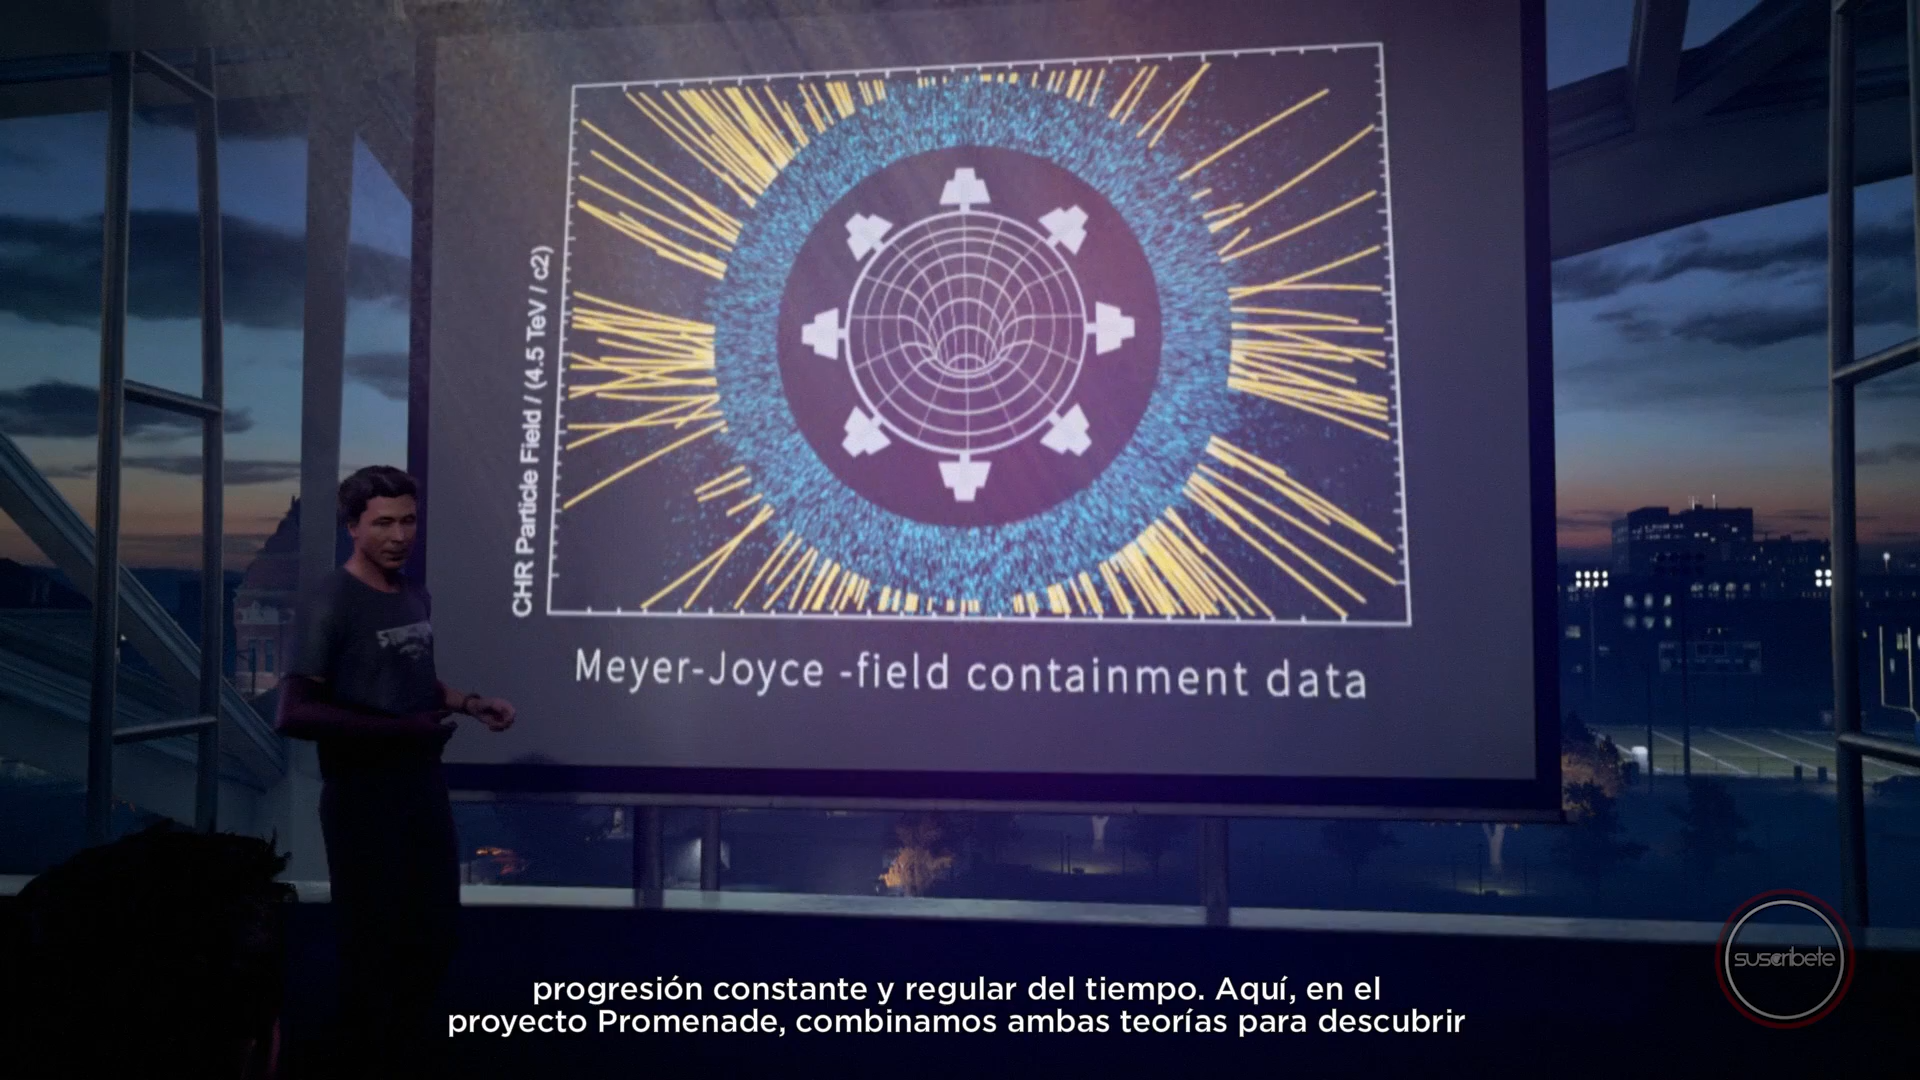 CHR Particle Field / (4.5 TeV / c2)
Meyer-Joyce -field containment data
progresión constante y regular del tiempo. Aquí, en el
proyecto Promenade, combinamos ambas teorías para descubrir
suscribete